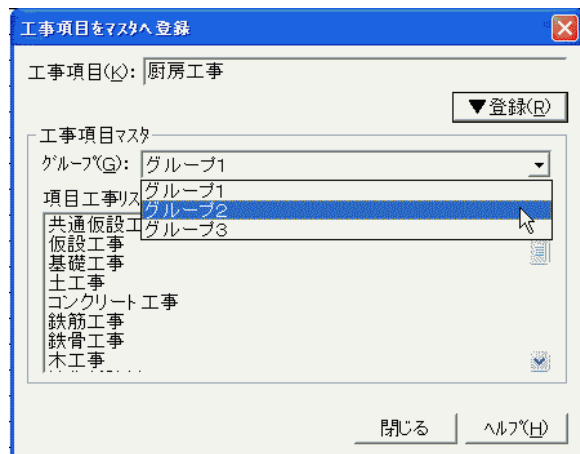 工事項目をﾏｽﾀへ登録
工事項目(K): 厨房工事
▼登録(R)
工事項目ﾏｽﾀ
ｸﾞﾙｰﾌﾟ(G): グループ1
グループ1
項目工事リス
グループ2
グループ3
共通仮設工
仮設工事
基礎工事
土工事
コンクリート工事
鉄筋工事
鉄骨工事
木工事
閉じる
ﾍﾙﾌﾟ(H)